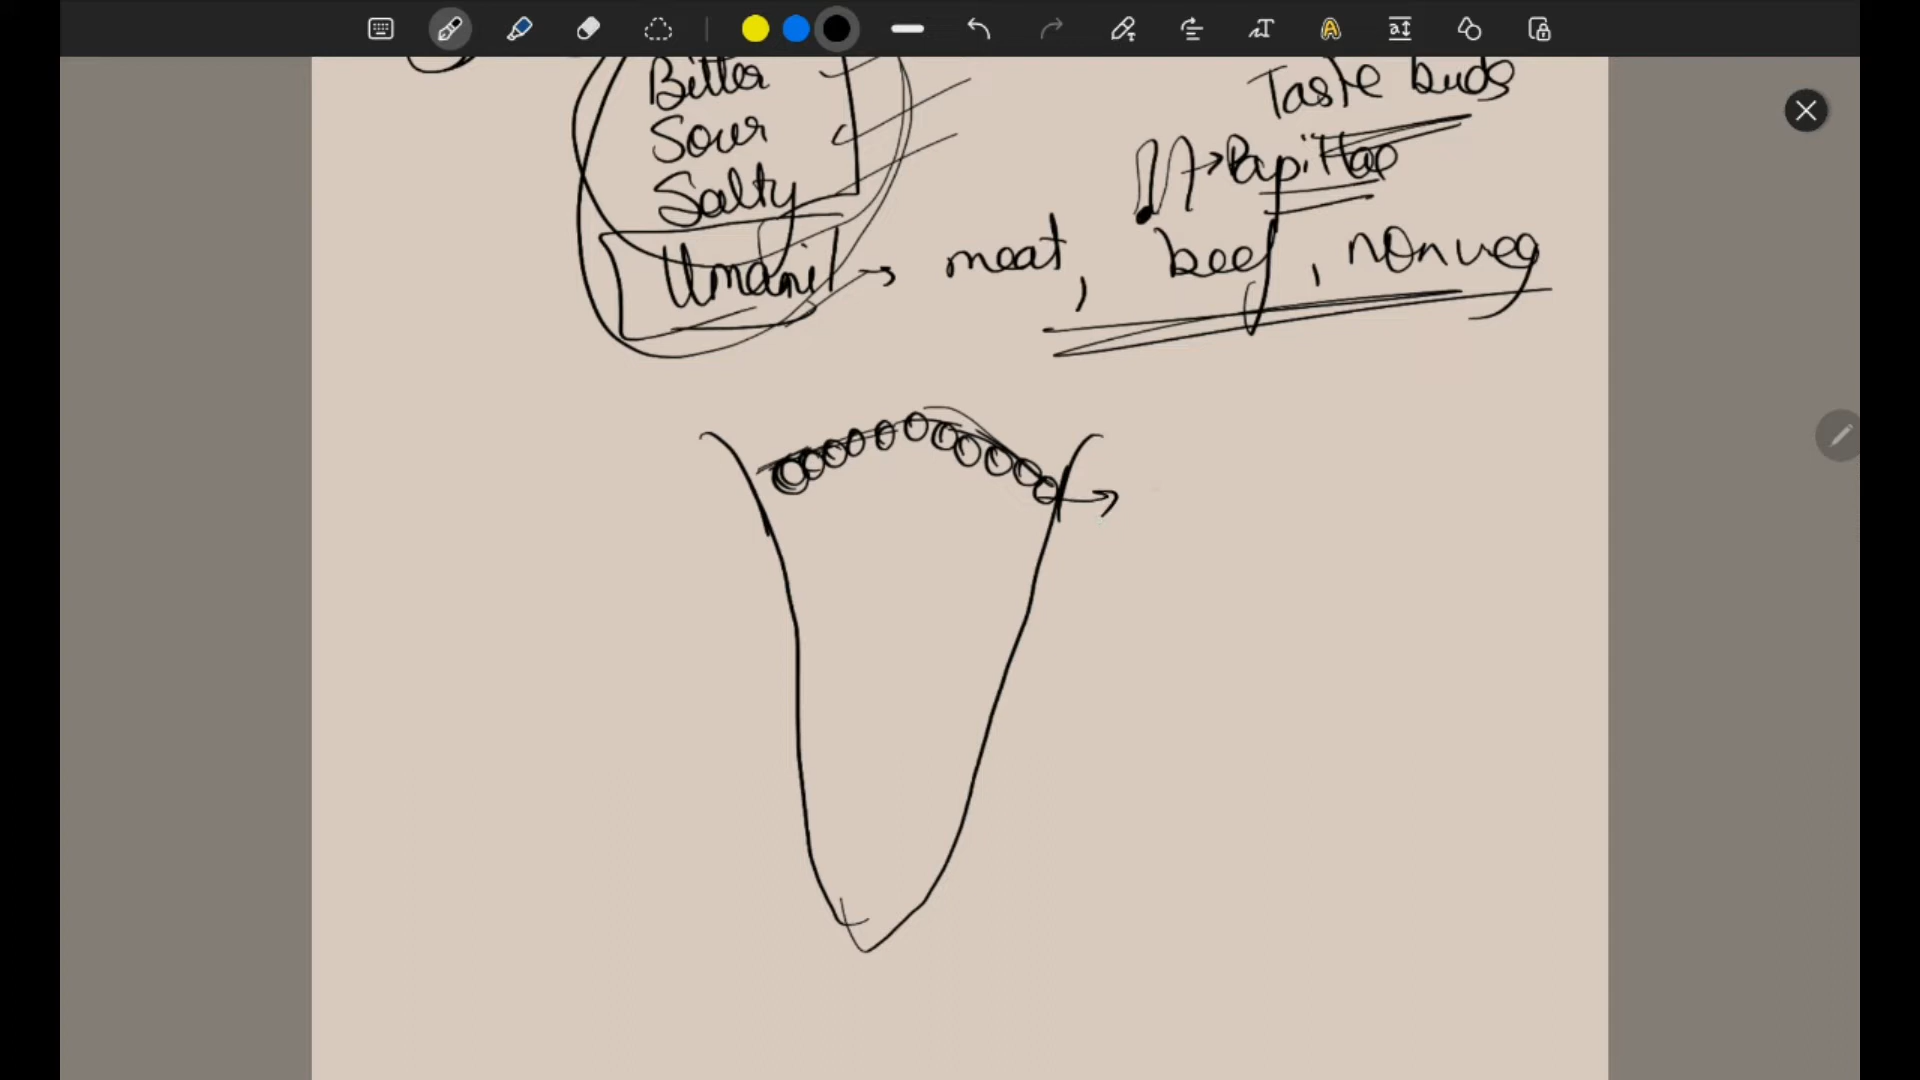 Bitter
Sour
Salty
Umami → meat, beef, nonveg
Taste buds
→ Papillae